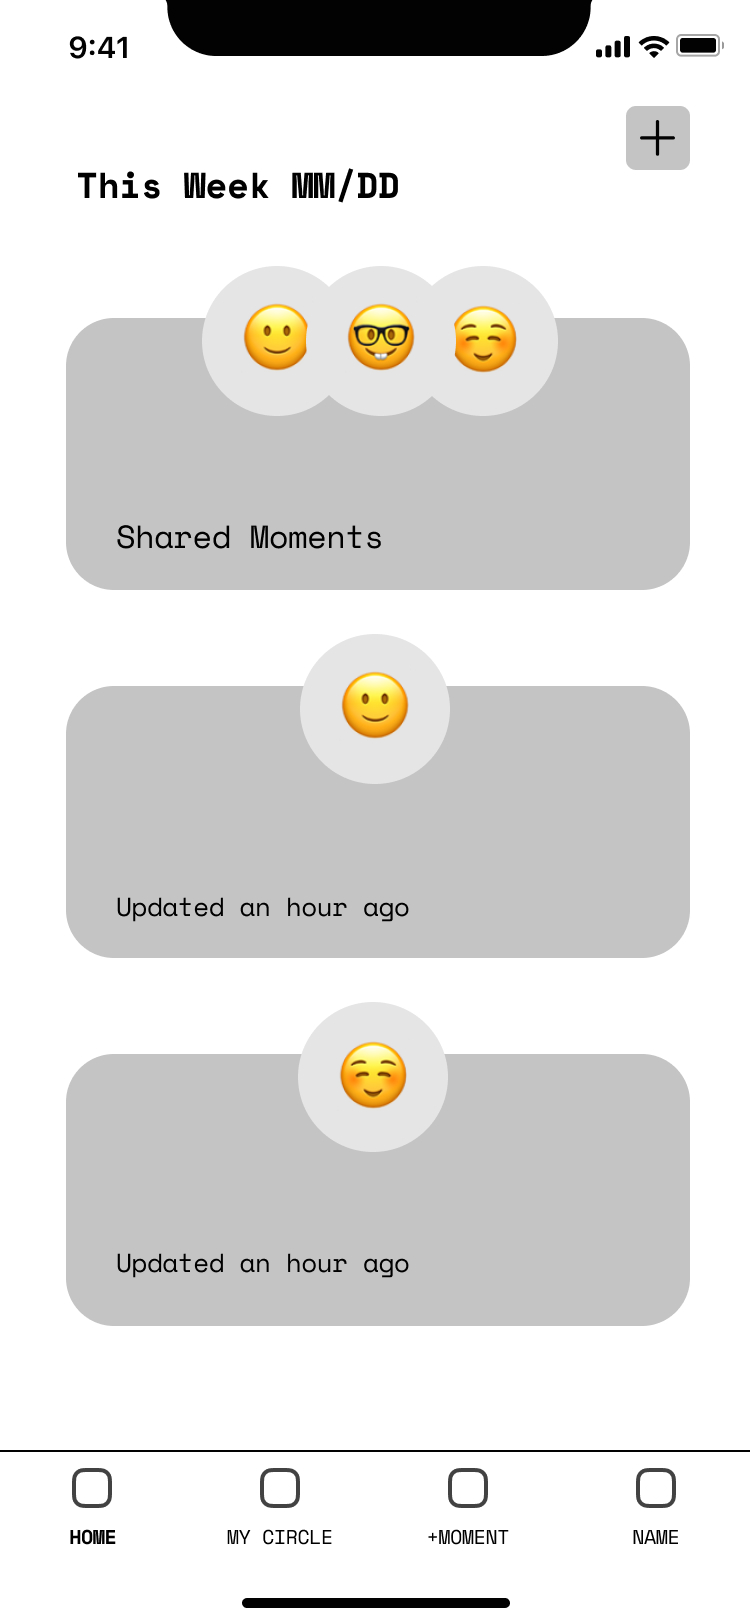 9:41
This Week MM/DD
Shared Moments
Updated an hour ago
Updated an hour ago
HOME
MY CIRCLE
+MOMENT
NAME